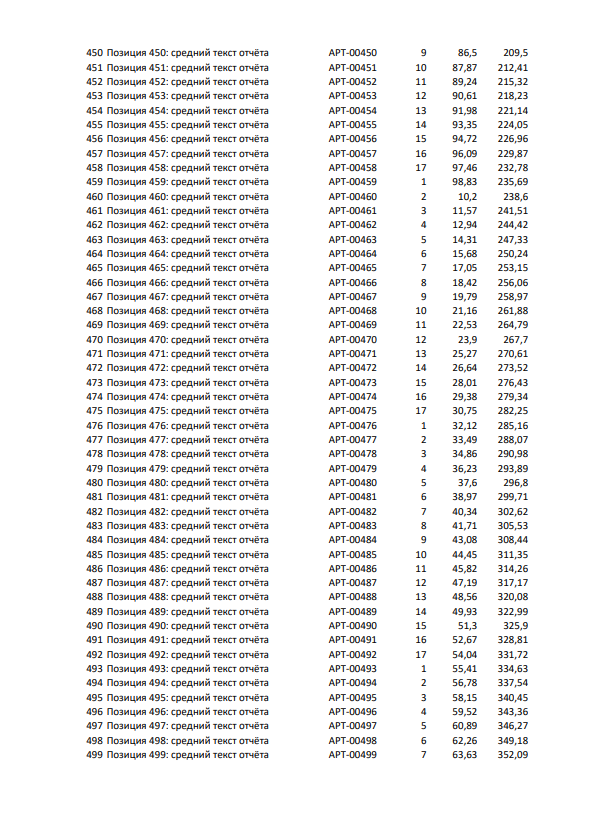 450 Позиция 450: средний текст отчёта АРТ-00450 9 86,5 209,5
451 Позиция 451: средний текст отчёта АРТ-00451 10 87,87 212,41
452 Позиция 452: средний текст отчёта АРТ-00452 11 89,24 215,32
453 Позиция 453: средний текст отчёта АРТ-00453 12 90,61 218,23
454 Позиция 454: средний текст отчёта АРТ-00454 13 91,98 221,14
455 Позиция 455: средний текст отчёта АРТ-00455 14 93,35 224,05
456 Позиция 456: средний текст отчёта АРТ-00456 15 94,72 226,96
457 Позиция 457: средний текст отчёта АРТ-00457 16 96,09 229,87
458 Позиция 458: средний текст отчёта АРТ-00458 17 97,46 232,78
459 Позиция 459: средний текст отчёта АРТ-00459 1 98,83 235,69
460 Позиция 460: средний текст отчёта АРТ-00460 2 10,2 238,6
461 Позиция 461: средний текст отчёта АРТ-00461 3 11,57 241,51
462 Позиция 462: средний текст отчёта АРТ-00462 4 12,94 244,42
463 Позиция 463: средний текст отчёта АРТ-00463 5 14,31 247,33
464 Позиция 464: средний текст отчёта АРТ-00464 6 15,68 250,24
465 Позиция 465: средний текст отчёта АРТ-00465 7 17,05 253,15
466 Позиция 466: средний текст отчёта АРТ-00466 8 18,42 256,06
467 Позиция 467: средний текст отчёта АРТ-00467 9 19,79 258,97
468 Позиция 468: средний текст отчёта АРТ-00468 10 21,16 261,88
469 Позиция 469: средний текст отчёта АРТ-00469 11 22,53 264,79
470 Позиция 470: средний текст отчёта АРТ-00470 12 23,9 267,7
471 Позиция 471: средний текст отчёта АРТ-00471 13 25,27 270,61
472 Позиция 472: средний текст отчёта АРТ-00472 14 26,64 273,52
473 Позиция 473: средний текст отчёта АРТ-00473 15 28,01 276,43
474 Позиция 474: средний текст отчёта АРТ-00474 16 29,38 279,34
475 Позиция 475: средний текст отчёта АРТ-00475 17 30,75 282,25
476 Позиция 476: средний текст отчёта АРТ-00476 1 32,12 285,16
477 Позиция 477: средний текст отчёта АРТ-00477 2 33,49 288,07
478 Позиция 478: средний текст отчёта АРТ-00478 3 34,86 290,98
479 Позиция 479: средний текст отчёта АРТ-00479 4 36,23 293,89
480 Позиция 480: средний текст отчёта АРТ-00480 5 37,6 296,8
481 Позиция 481: средний текст отчёта АРТ-00481 6 38,97 299,71
482 Позиция 482: средний текст отчёта АРТ-00482 7 40,34 302,62
483 Позиция 483: средний текст отчёта АРТ-00483 8 41,71 305,53
484 Позиция 484: средний текст отчёта АРТ-00484 9 43,08 308,44
485 Позиция 485: средний текст отчёта АРТ-00485 10 44,45 311,35
486 Позиция 486: средний текст отчёта АРТ-00486 11 45,82 314,26
487 Позиция 487: средний текст отчёта АРТ-00487 12 47,19 317,17
488 Позиция 488: средний текст отчёта АРТ-00488 13 48,56 320,08
489 Позиция 489: средний текст отчёта АРТ-00489 14 49,93 322,99
490 Позиция 490: средний текст отчёта АРТ-00490 15 51,3 325,9
491 Позиция 491: средний текст отчёта АРТ-00491 16 52,67 328,81
492 Позиция 492: средний текст отчёта АРТ-00492 17 54,04 331,72
493 Позиция 493: средний текст отчёта АРТ-00493 1 55,41 334,63
494 Позиция 494: средний текст отчёта АРТ-00494 2 56,78 337,54
495 Позиция 495: средний текст отчёта АРТ-00495 3 58,15 340,45
496 Позиция 496: средний текст отчёта АРТ-00496 4 59,52 343,36
497 Позиция 497: средний текст отчёта АРТ-00497 5 60,89 346,27
498 Позиция 498: средний текст отчёта АРТ-00498 6 62,26 349,18
499 Позиция 499: средний текст отчёта АРТ-00499 7 63,63 352,09